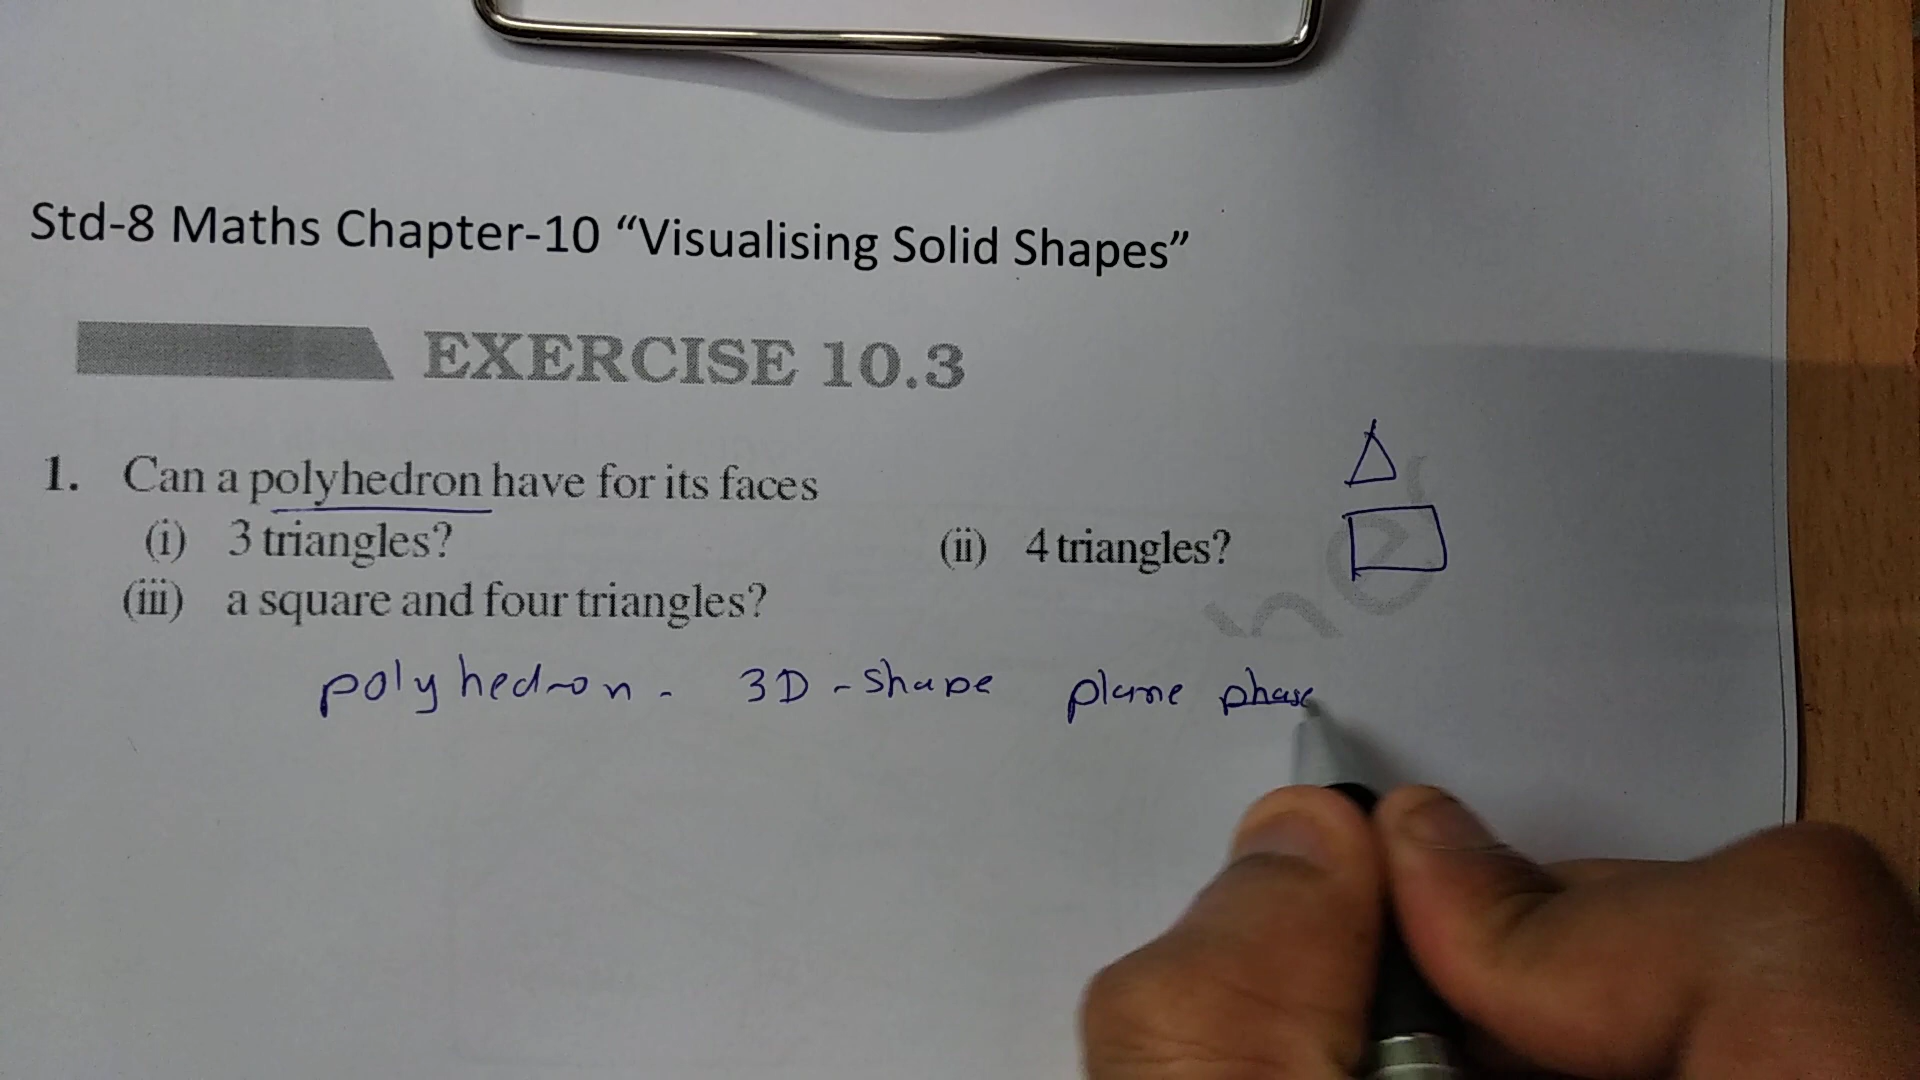 Std-8 Maths Chapter-10 “Visualising Solid Shapes”
EXERCISE 10.3
1. Can a polyhedron have for its faces
(i) 3 triangles? (ii) 4 triangles?
(iii) a square and four triangles?
polyhedron - 3D - shape plane phase